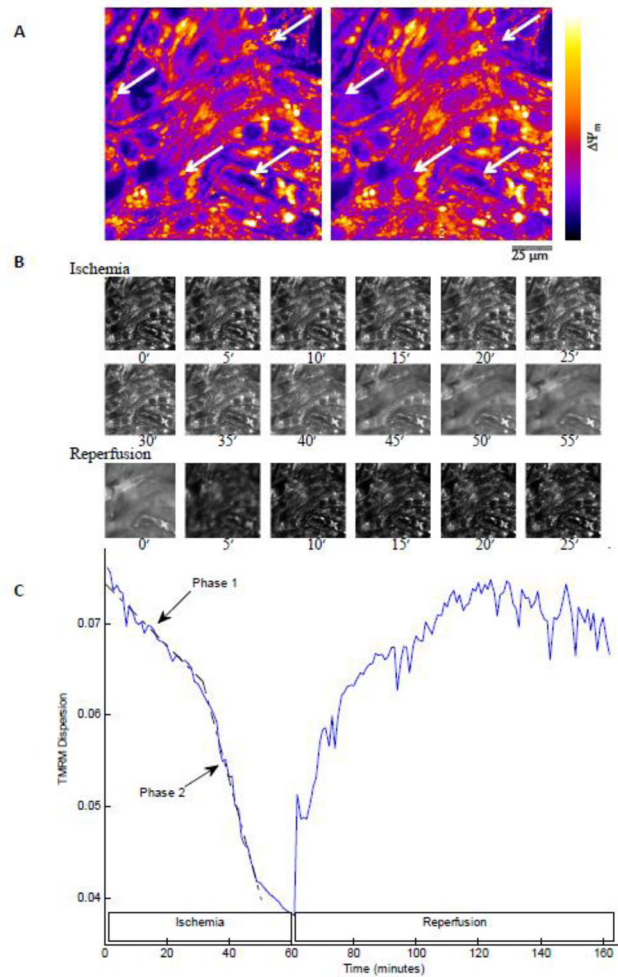 A
ΔΨm
25 µm
B
Ischemia
0′ 5′ 10′ 15′ 20′ 25′
30′ 35′ 40′ 45′ 50′ 55′
Reperfusion
0′ 5′ 10′ 15′ 20′ 25′
C
Phase 1
Phase 2
TMRM Dispersion
0.07
0.06
0.05
0.04
Ischemia Reperfusion
0 20 40 60 80 100 120 140 160
Time (minutes)